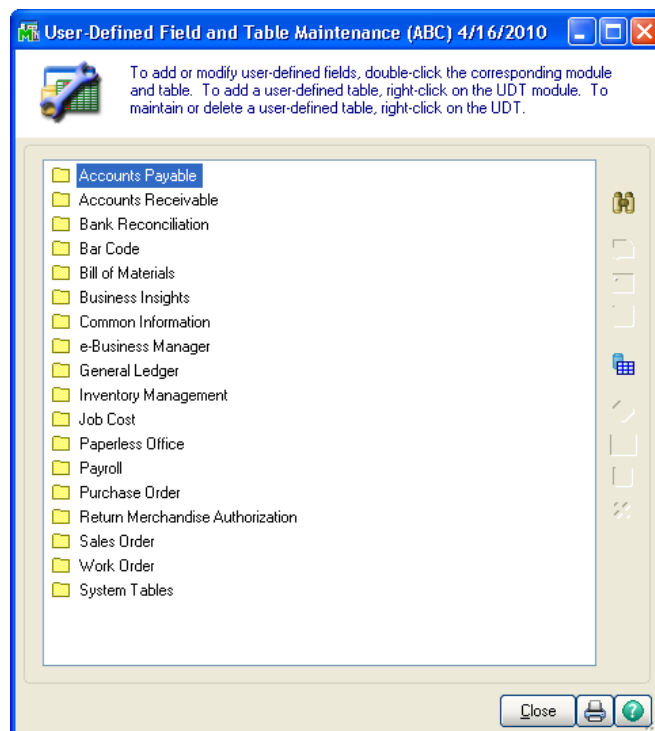 User-Defined Field and Table Maintenance (ABC) 4/16/2010
To add or modify user-defined fields, double-click the corresponding module
and table. To add a user-defined table, right-click on the UDT module. To
maintain or delete a user-defined table, right-click on the UDT.
Accounts Payable
Accounts Receivable
Bank Reconciliation
Bar Code
Bill of Materials
Business Insights
Common Information
e-Business Manager
General Ledger
Inventory Management
Job Cost
Paperless Office
Payroll
Purchase Order
Return Merchandise Authorization
Sales Order
Work Order
System Tables
Close